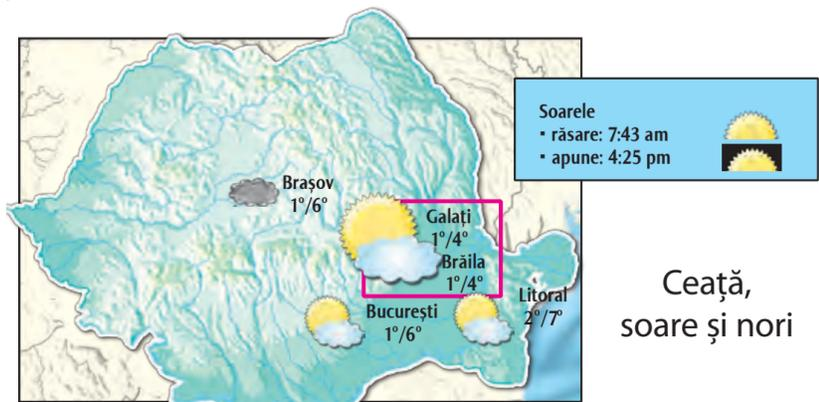 Soarele
▪ răsare: 7:43 am
▪ apune: 4:25 pm
Brașov
1°/6°
Galați
1°/4°
Brăila
1°/4°
Litoral
2°/7°
București
1°/6°
Ceață,
soare și nori